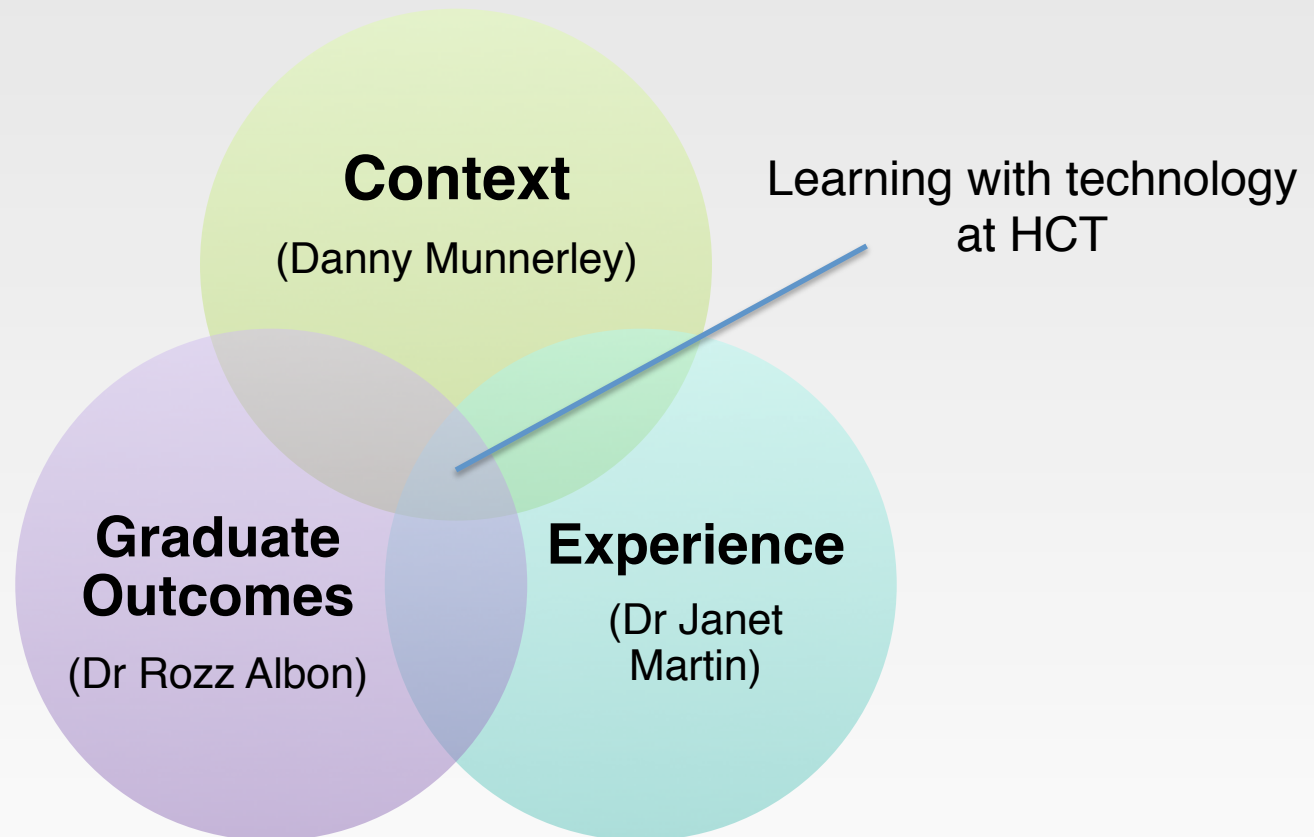 Context
(Danny Munnerley)
Learning with technology
at HCT
Graduate
Outcomes
(Dr Rozz Albon)
Experience
(Dr Janet
Martin)